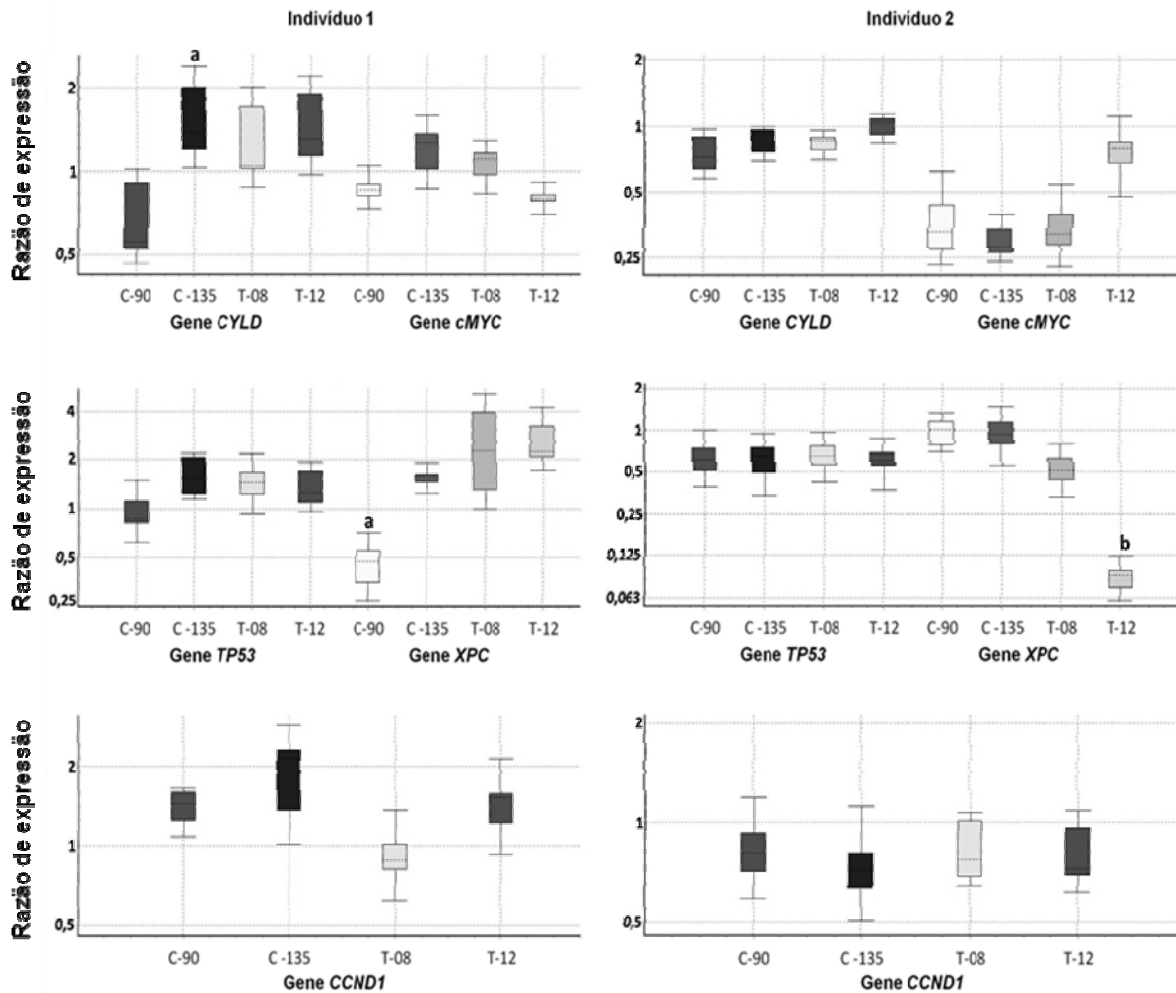 Indivíduo 1
Indivíduo 2
Razão de expressão
a
2
1
0,5
C-90 C -135 T-08 T-12 C-90 C -135 T-08 T-12
Gene CYLD Gene cMYC
2
1
0,5
0,25
C-90 C -135 T-08 T-12 C-90 C -135 T-08 T-12
Gene CYLD Gene cMYC
Razão de expressão
4
2
1
a
0,5
0,25
C-90 C -135 T-08 T-12 C-90 C -135 T-08 T-12
Gene TP53 Gene XPC
2
1
0,5
0,25
b
0,125
0,063
C-90 C -135 T-08 T-12 C-90 C -135 T-08 T-12
Gene TP53 Gene XPC
Razão de expressão
2
1
0,5
C-90 C -135 T-08 T-12
Gene CCND1
2
1
0,5
C-90 C -135 T-08 T-12
Gene CCND1